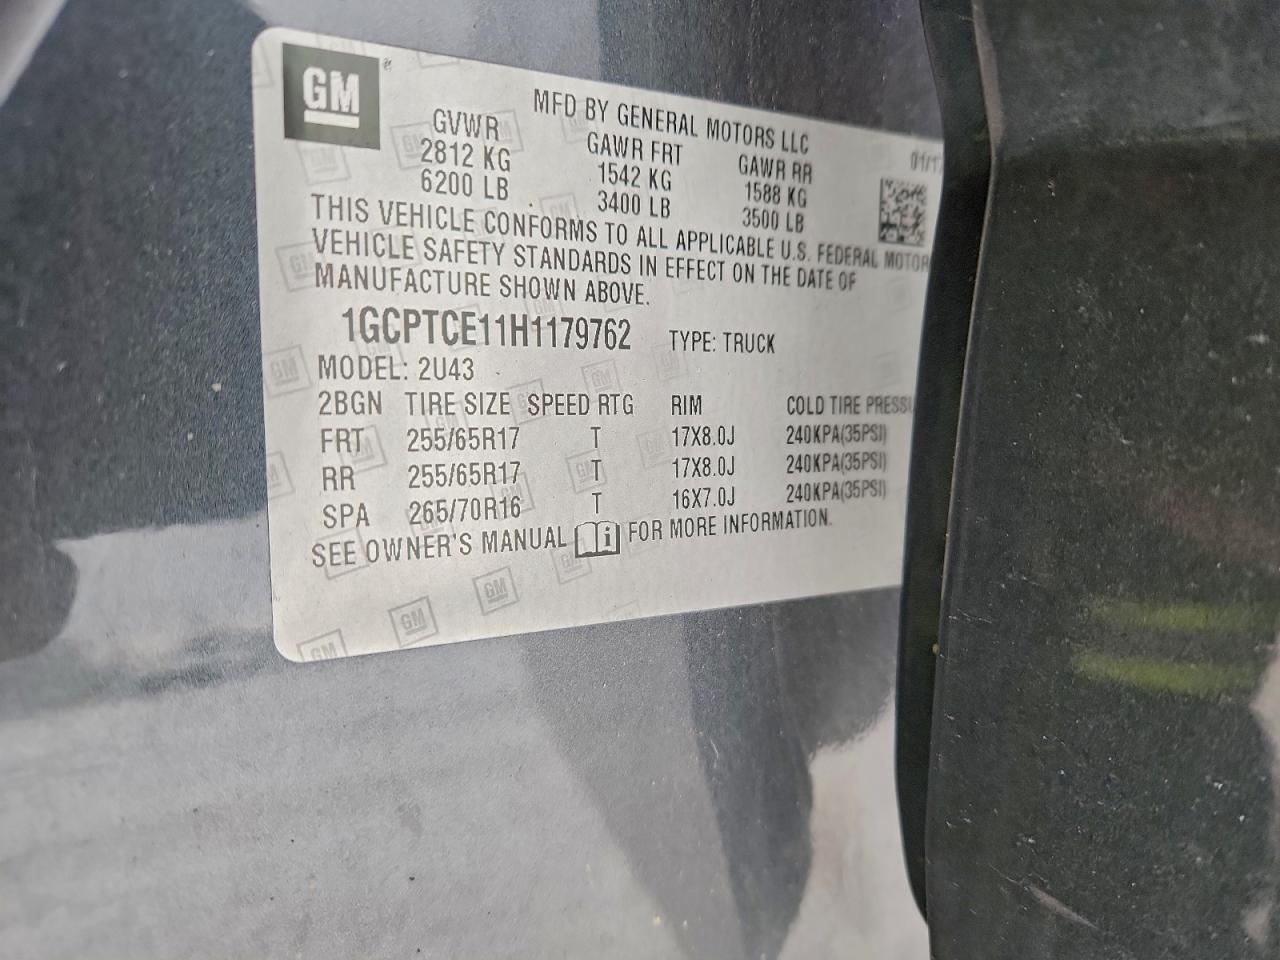 GM
MFD BY GENERAL MOTORS LLC
GVWR GAWR FRT GAWR RR
2812 KG 1542 KG 1588 KG
6200 LB 3400 LB 3500 LB
THIS VEHICLE CONFORMS TO ALL APPLICABLE U.S. FEDERAL MOTOR
VEHICLE SAFETY STANDARDS IN EFFECT ON THE DATE OF
MANUFACTURE SHOWN ABOVE.
1GCPTCE11H1179762 TYPE: TRUCK
MODEL: 2U43
2BGN TIRE SIZE SPEED RTG RIM COLD TIRE
FRT 255/65R17 T 17X8.0J 240KPA(35PSI)
RR 255/65R17 T 17X8.0J 240KPA(35PSI)
SPA 265/70R16 T 16X7.0J 240KPA(35PSI)
SEE OWNER'S MANUAL i FOR MORE INFORMATION.